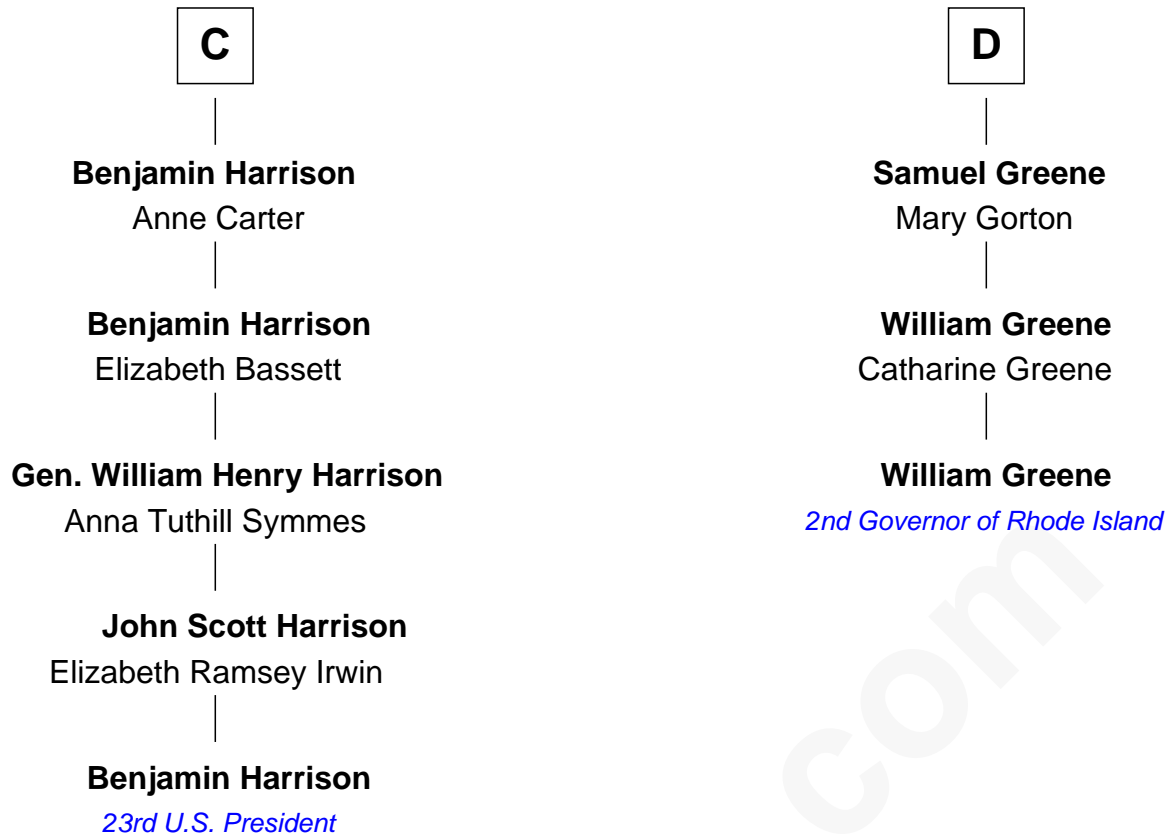 C
Benjamin Harrison
Anne Carter
Benjamin Harrison
Elizabeth Bassett
Gen. William Henry Harrison
Anna Tuthill Symmes
John Scott Harrison
Elizabeth Ramsey Irwin
Benjamin Harrison
23rd U.S. President
D
Samuel Greene
Mary Gorton
William Greene
Catharine Greene
William Greene
2nd Governor of Rhode Island
com